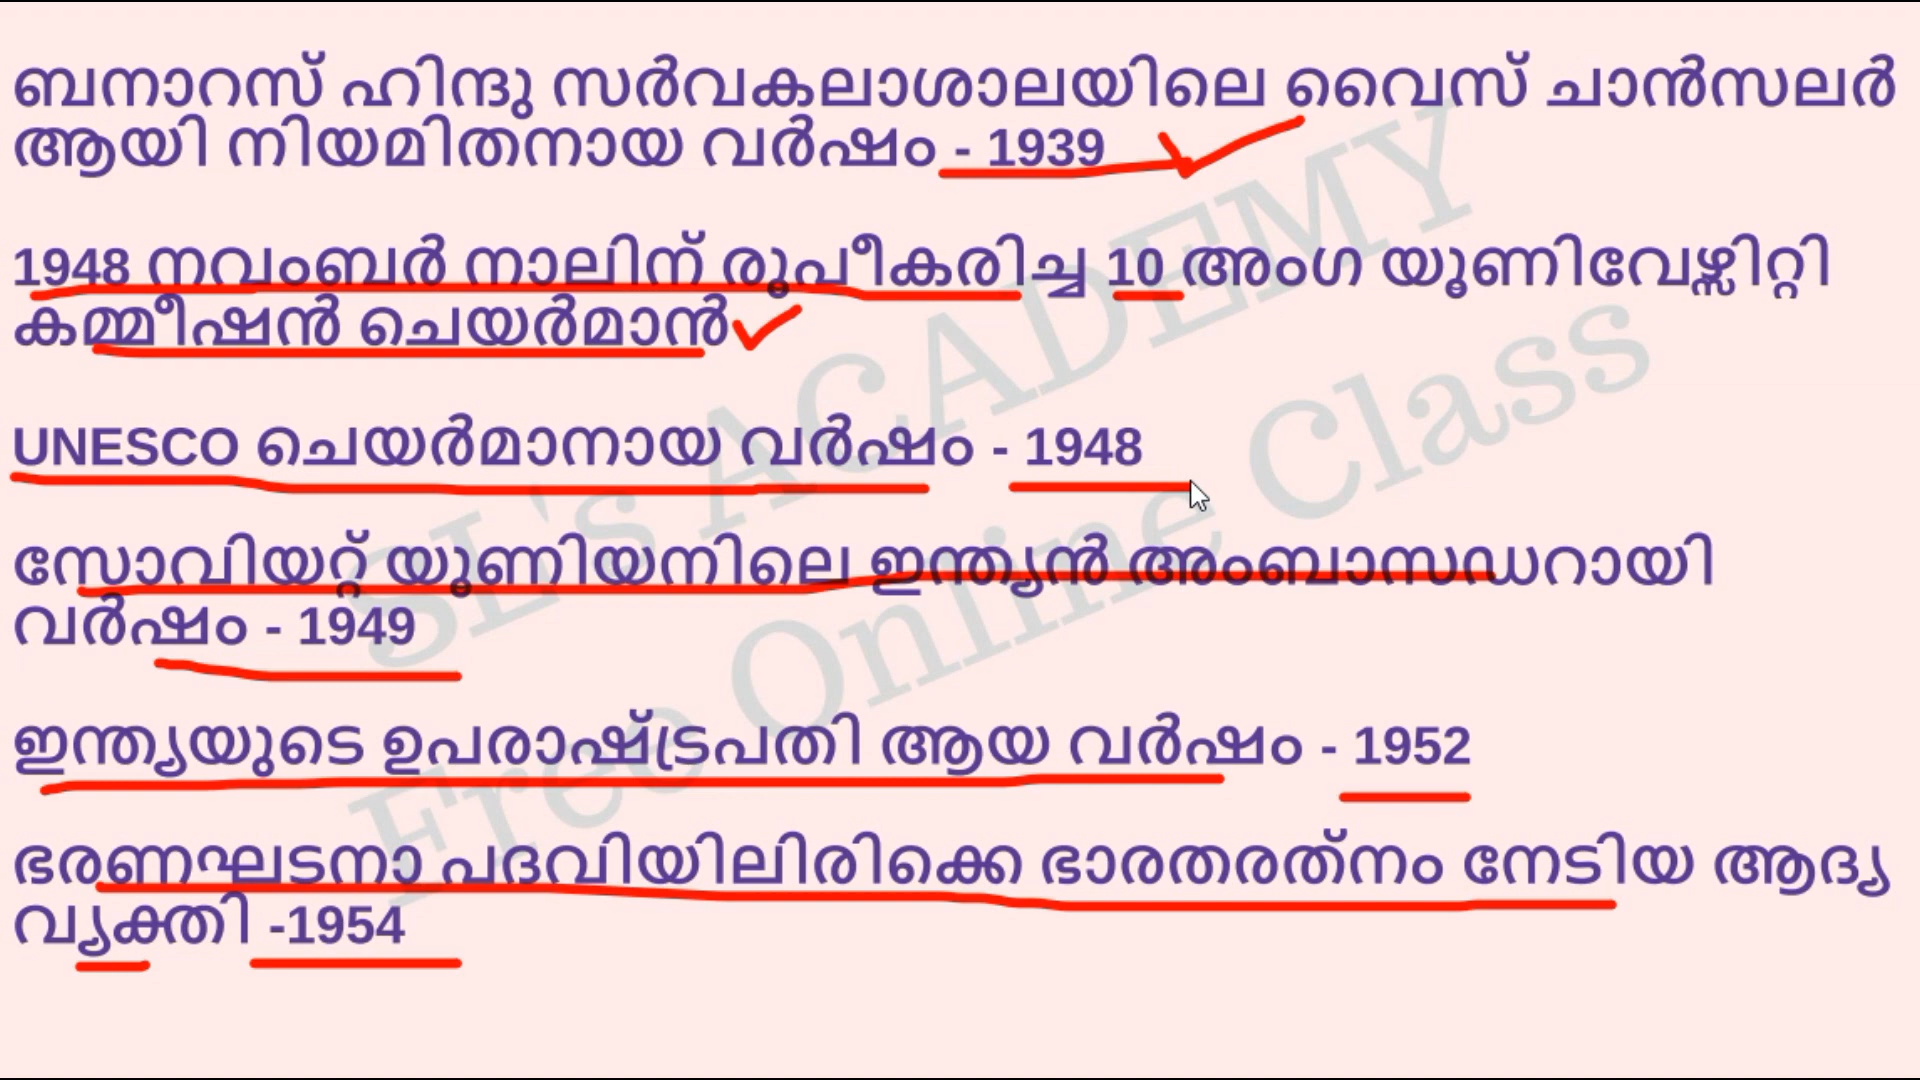 ബനാറസ് ഹിന്ദു സർവകലാശാലയിലെ വൈസ് ചാൻസലർ
ആയി നിയമിതനായ വർഷം - 1939
1948 നവംബർ നാലിന് രൂപീകരിച്ച 10 അംഗ യൂണിവേഴ്സിറ്റി
കമ്മീഷൻ ചെയർമാൻ
UNESCO ചെയർമാനായ വർഷം - 1948
സോവിയറ്റ് യൂണിയനിലെ ഇന്ത്യൻ അംബാസഡറായി
വർഷം - 1949
ഇന്ത്യയുടെ ഉപരാഷ്ട്രപതി ആയ വർഷം - 1952
ഭരണഘടനാ പദവിയിലിരിക്കെ ഭാരതരത്നം നേടിയ ആദ്യ
വ്യക്തി -1954
SL's ACADEMY
Free Online Class